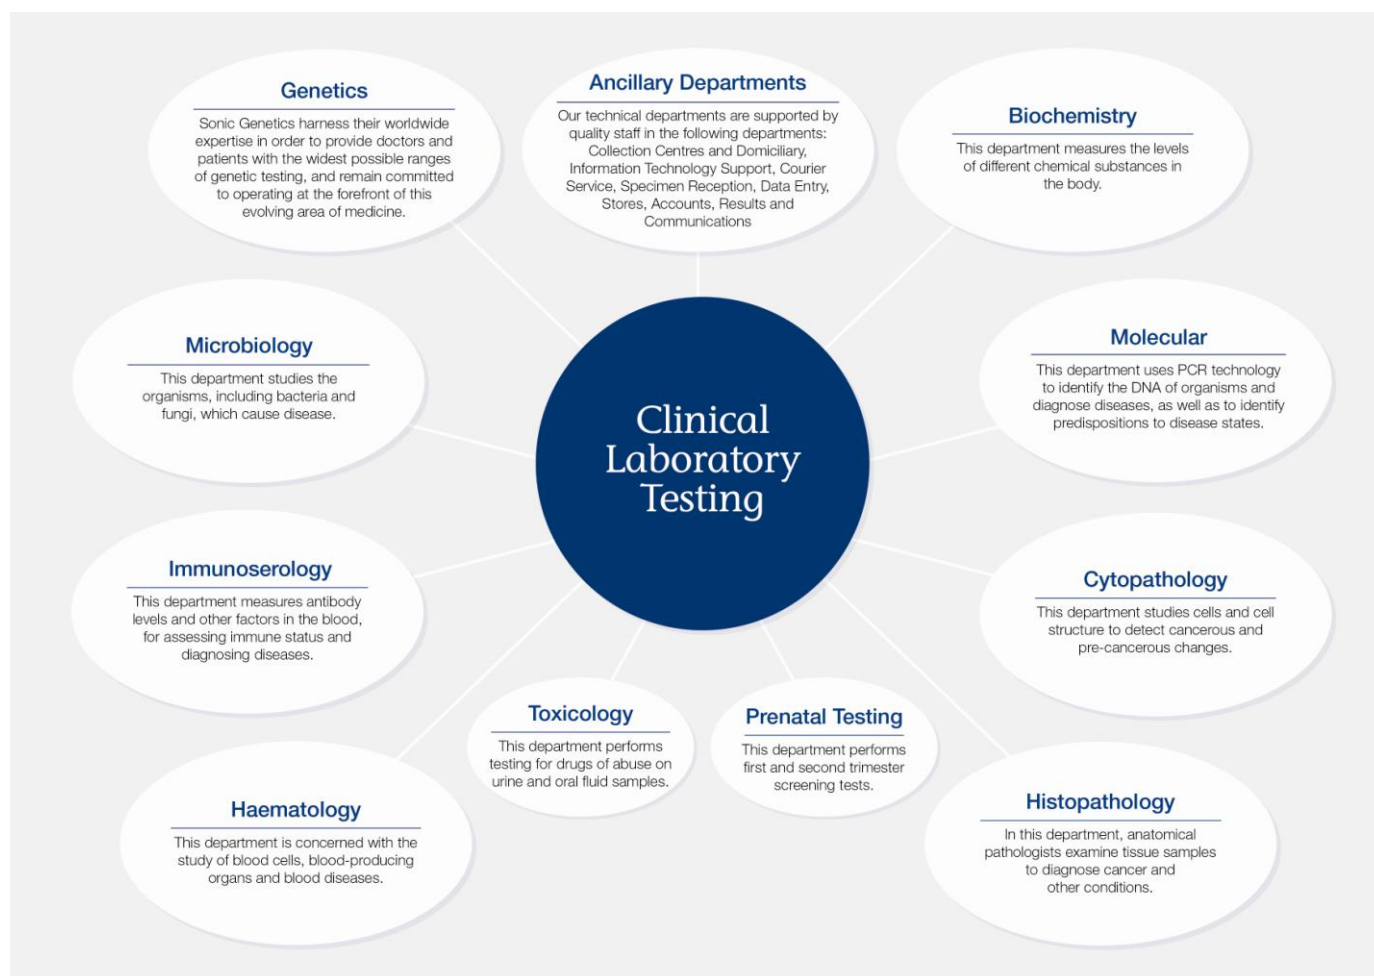 Genetics
Sonic Genetics harness their worldwide
expertise in order to provide doctors and
patients with the widest possible ranges
of genetic testing, and remain committed
to operating at the forefront of this
evolving area of medicine.
Ancillary Departments
Our technical departments are supported by
quality staff in the following departments:
Collection Centres and Domiciliary,
Information Technology Support, Courier
Service, Specimen Reception, Data Entry,
Stores, Accounts, Results and
Communications
Biochemistry
This department measures the levels
of different chemical substances in
the body.
Microbiology
This department studies the
organisms, including bacteria and
fungi, which cause disease.
Clinical
Laboratory
Testing
Molecular
This department uses PCR technology
to identify the DNA of organisms and
diagnose diseases, as well as to identify
predispositions to disease states.
Immunoserology
This department measures antibody
levels and other factors in the blood,
for assessing immune status and
diagnosing diseases.
Cytopathology
This department studies cells and cell
structure to detect cancerous and
pre-cancerous changes.
Toxicology
This department performs
testing for drugs of abuse on
urine and oral fluid samples.
Prenatal Testing
This department performs
first and second trimester
screening tests.
Haematology
This department is concerned with the
study of blood cells, blood-producing
organs and blood diseases.
Histopathology
In this department, anatomical
pathologists examine tissue samples
to diagnose cancer and
other conditions.